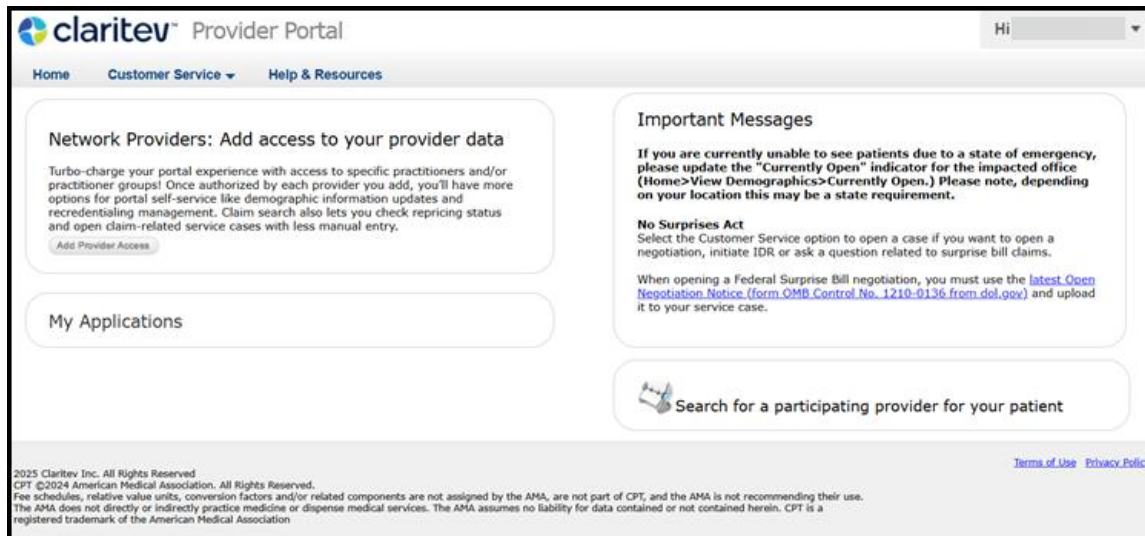 claritev™ Provider Portal
Hi
Home Customer Service Help & Resources
Network Providers: Add access to your provider data
Turbo-charge your portal experience with access to specific practitioners and/or
practitioner groups! Once authorized by each provider you add, you'll have more
options for portal self-service like demographic information updates and
recredentialing management. Claim search also lets you check repricing status
and open claim-related service cases with less manual entry.
Add Provider Access
My Applications
Important Messages
If you are currently unable to see patients due to a state of emergency,
please update the "Currently Open" indicator for the impacted office
(Home>View Demographics>Currently Open.) Please note, depending
on your location this may be a state requirement.
No Surprises Act
Select the Customer Service option to open a case if you want to open a
negotiation, initiate IDR or ask a question related to surprise bill claims.
When opening a Federal Surprise Bill negotiation, you must use the latest Open
Negotiation Notice (form OMB Control No. 1210-0136 from dol.gov) and upload
it to your service case.
Search for a participating provider for your patient
Terms of Use Privacy Polic
2025 Claritev Inc. All Rights Reserved
CPT ©2024 American Medical Association. All Rights Reserved.
Fee schedules, relative value units, conversion factors and/or related components are not assigned by the AMA, are not part of CPT, and the AMA is not recommending their use.
The AMA does not directly or indirectly practice medicine or dispense medical services. The AMA assumes no liability for data contained or not contained herein. CPT is a
registered trademark of the American Medical Association